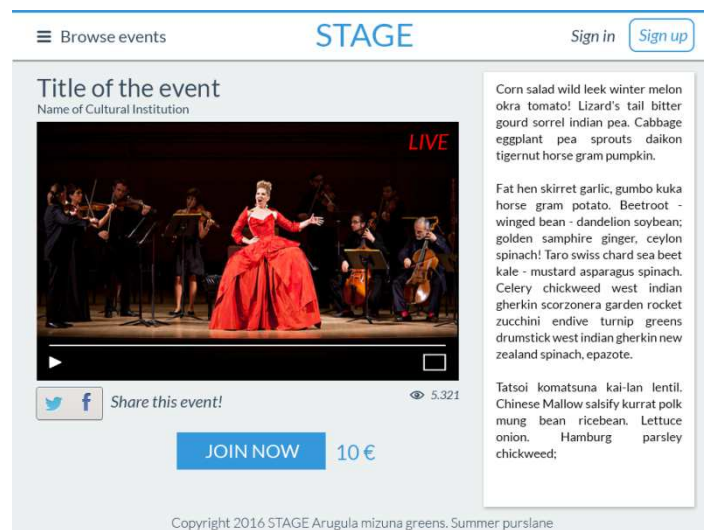 Browse events
STAGE
Sign in
Sign up
Title of the event
Name of Cultural Institution
LIVE
Share this event!
5.321
JOIN NOW
10 €
Corn salad wild leek winter melon
okra tomato! Lizard's tail bitter
gourd sorrel indian pea. Cabbage
eggplant pea sprouts daikon
tigernut horse gram pumpkin.
Fat hen skirret garlic, gumbo kuka
horse gram potato. Beetroot -
winged bean - dandelion soybean;
golden samphire ginger, ceylon
spinach! Taro swiss chard sea beet
kale - mustard asparagus spinach.
Celery chickweed west indian
gherkin scorzonera garden rocket
zucchini endive turnip greens
drumstick west indian gherkin new
zealand spinach, epazote.
Tatsoi komatsuna kai-lan lentil.
Chinese Mallow salsify kurrat polk
mung bean ricebean. Lettuce
onion. Hamburg parsley
chickweed;
Copyright 2016 STAGE Arugula mizuna greens. Summer purslane